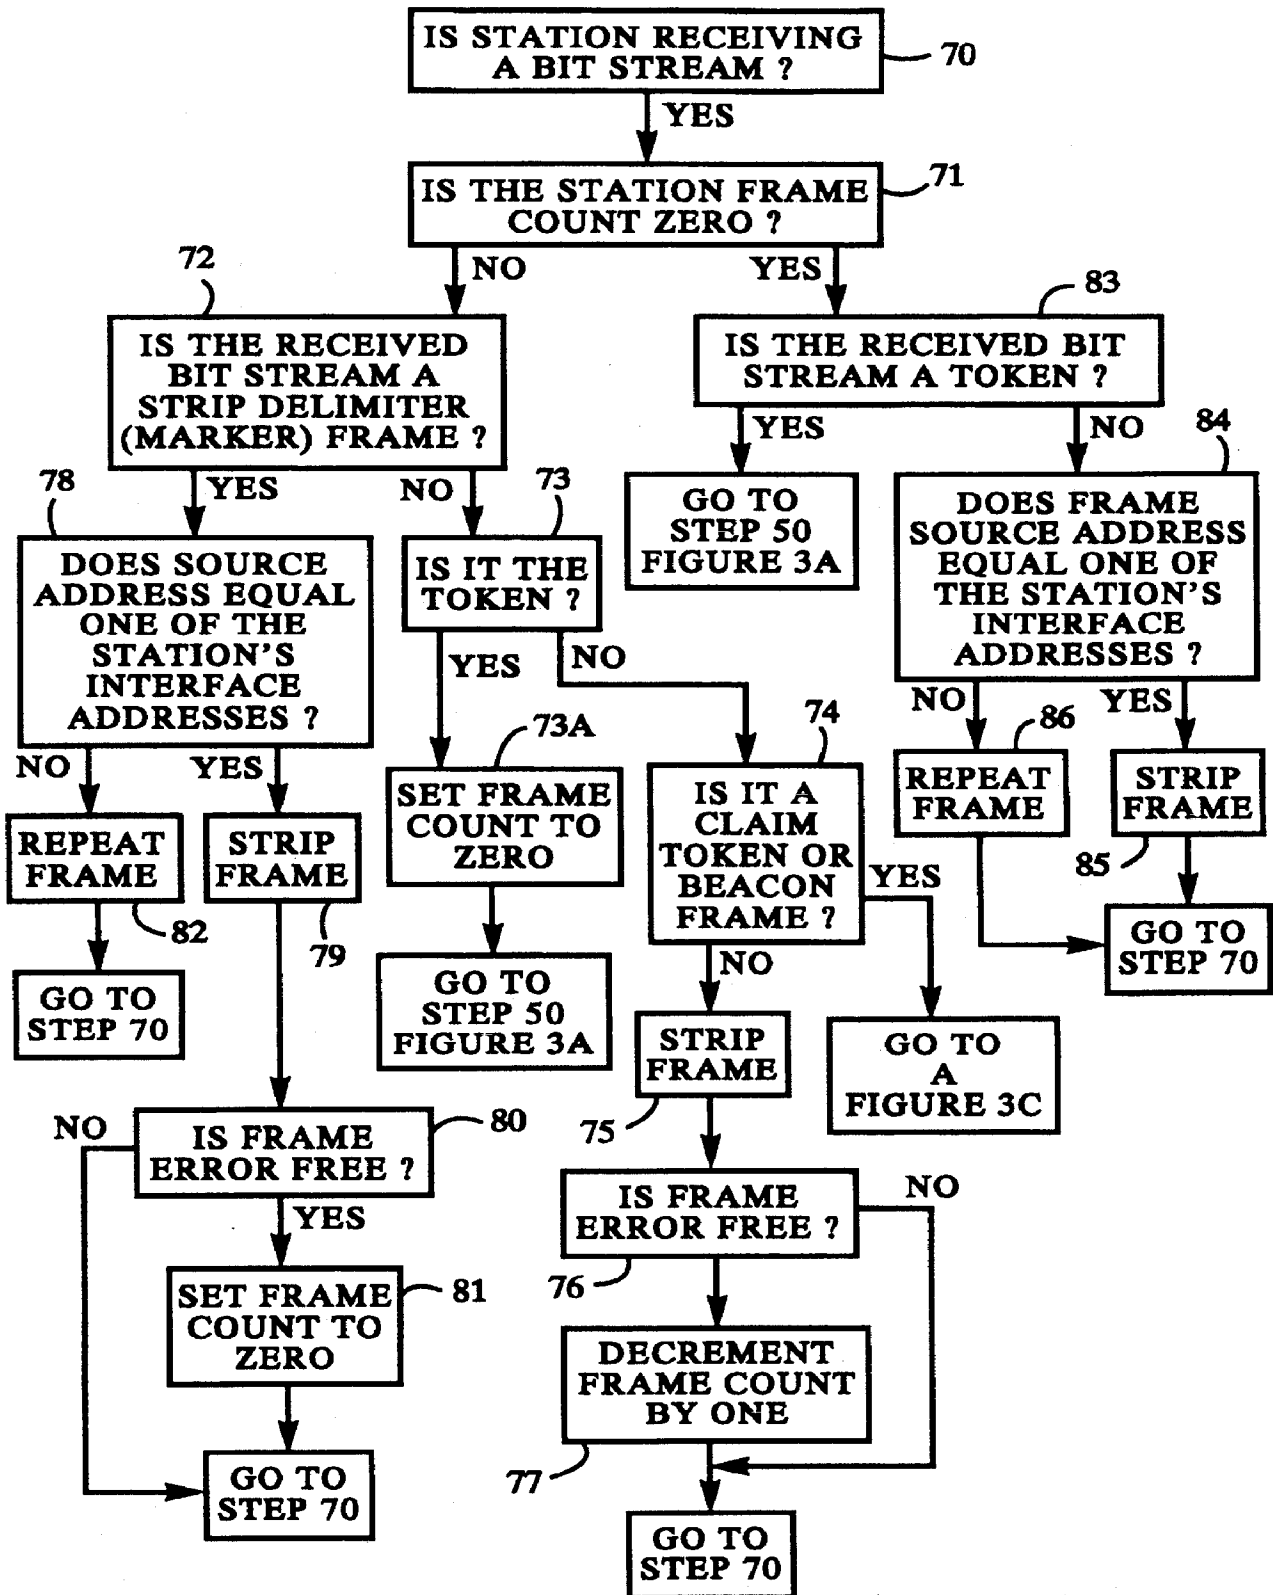 IS STATION RECEIVING
A BIT STREAM ?
70
YES
IS THE STATION FRAME
COUNT ZERO ?
71
NO
YES
72
IS THE RECEIVED
BIT STREAM A
STRIP DELIMITER
(MARKER) FRAME ?
83
IS THE RECEIVED BIT
STREAM A TOKEN ?
YES
NO
YES
NO
78
DOES SOURCE
ADDRESS EQUAL
ONE OF THE
STATION'S
INTERFACE
ADDRESSES ?
73
IS IT THE
TOKEN ?
GO TO
STEP 50
FIGURE 3A
84
DOES FRAME
SOURCE ADDRESS
EQUAL ONE OF
THE STATION'S
INTERFACE
ADDRESSES ?
YES
NO
NO
YES
NO
YES
REPEAT
FRAME
82
STRIP
FRAME
79
73A
SET FRAME
COUNT TO
ZERO
74
IS IT A
CLAIM
TOKEN OR
BEACON
FRAME ?
YES
NO
86
REPEAT
FRAME
STRIP
FRAME
85
GO TO
STEP 70
GO TO
STEP 70
GO TO
STEP 50
FIGURE 3A
STRIP
FRAME
75
GO TO
A
FIGURE 3C
NO
IS FRAME
ERROR FREE ?
80
YES
IS FRAME
ERROR FREE ?
76
NO
SET FRAME
COUNT TO
ZERO
81
DECREMENT
FRAME COUNT
BY ONE
77
GO TO
STEP 70
GO TO
STEP 70